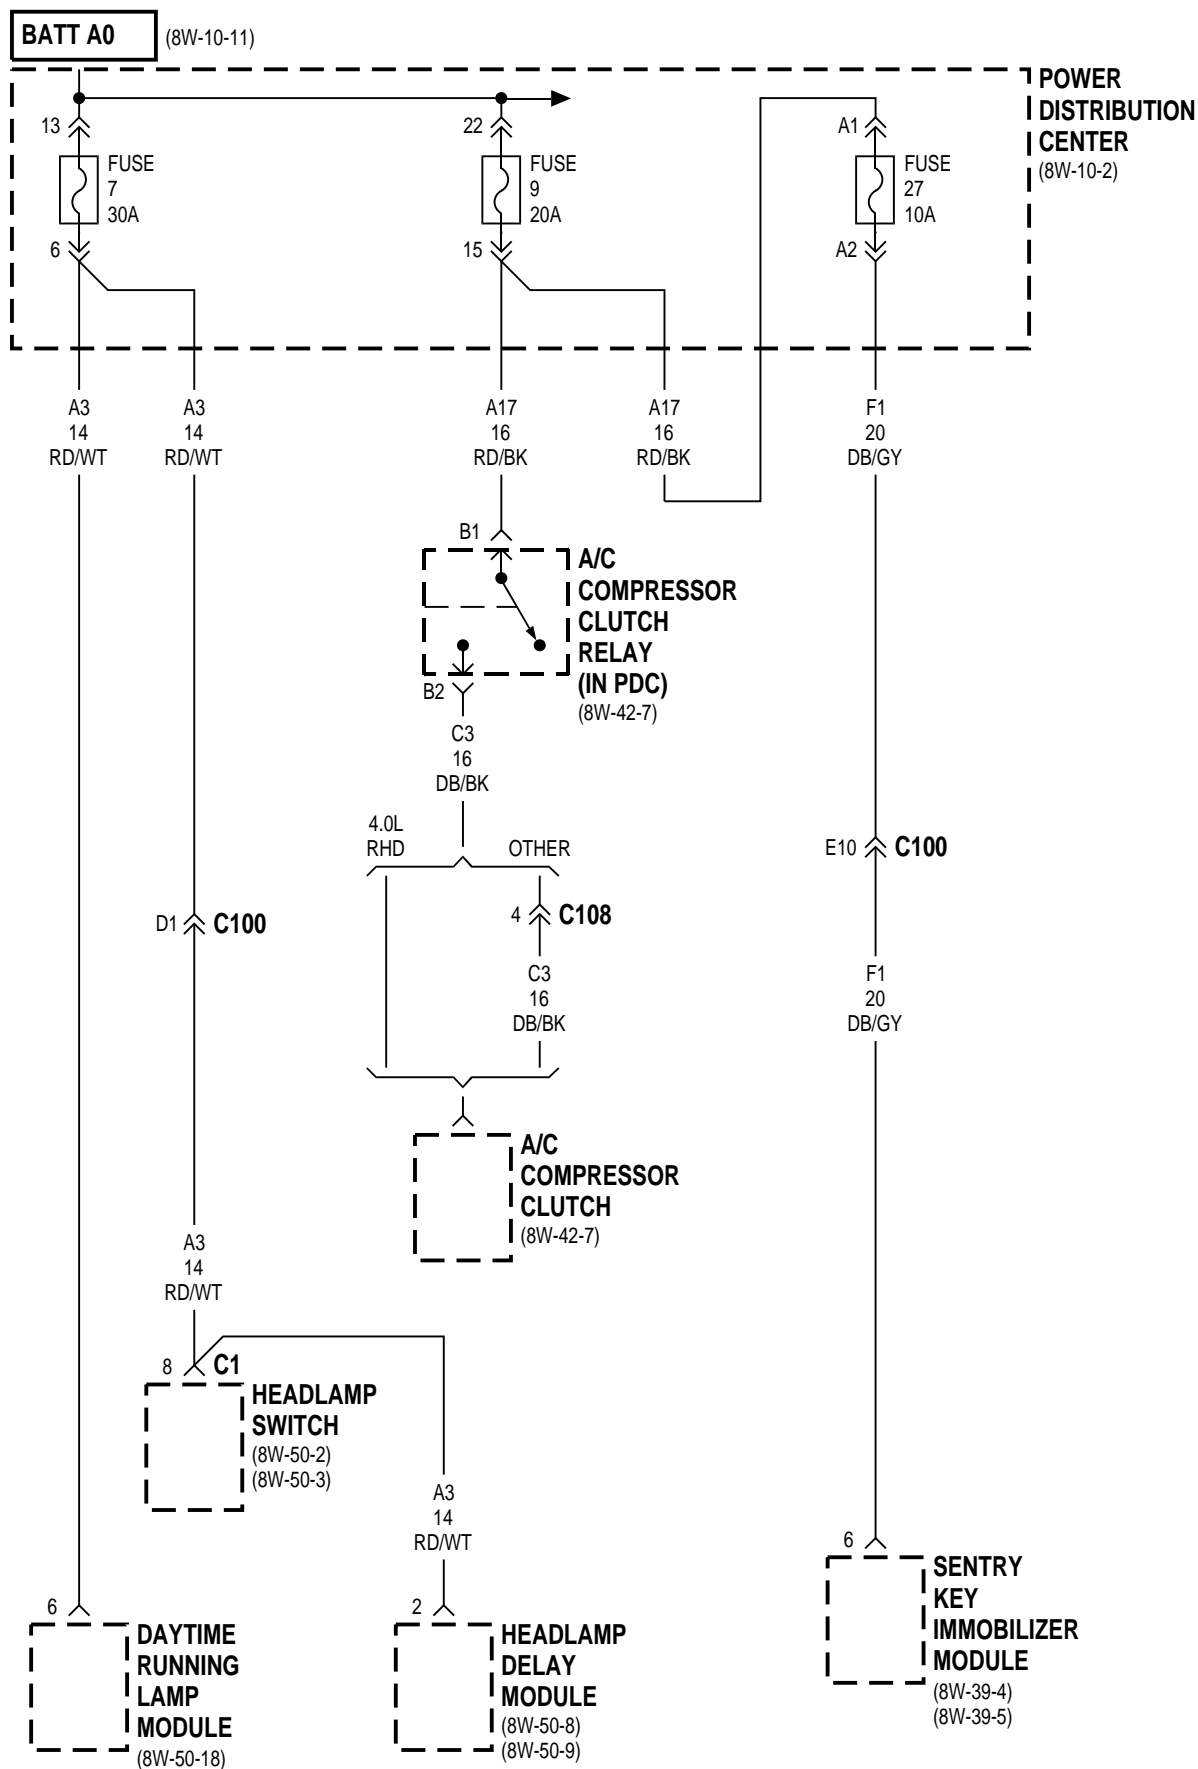 BATT A0 (8W-10-11)
POWER
DISTRIBUTION
CENTER
(8W-10-2)
13
FUSE
7
30A
6
22
FUSE
9
20A
15
A1
FUSE
27
10A
A2
A3
14
RD/WT
A3
14
RD/WT
A17
16
RD/BK
A17
16
RD/BK
F1
20
DB/GY
B1
A/C
COMPRESSOR
CLUTCH
RELAY
(IN PDC)
(8W-42-7)
B2
C3
16
DB/BK
4.0L
RHD
OTHER
E10 C100
D1 C100
4 C108
C3
16
DB/BK
F1
20
DB/GY
A/C
COMPRESSOR
CLUTCH
(8W-42-7)
A3
14
RD/WT
8 C1
HEADLAMP
SWITCH
(8W-50-2)
(8W-50-3)
A3
14
RD/WT
6
SENTRY
KEY
IMMOBILIZER
MODULE
(8W-39-4)
(8W-39-5)
6
DAYTIME
RUNNING
LAMP
MODULE
(8W-50-18)
2
HEADLAMP
DELAY
MODULE
(8W-50-8)
(8W-50-9)